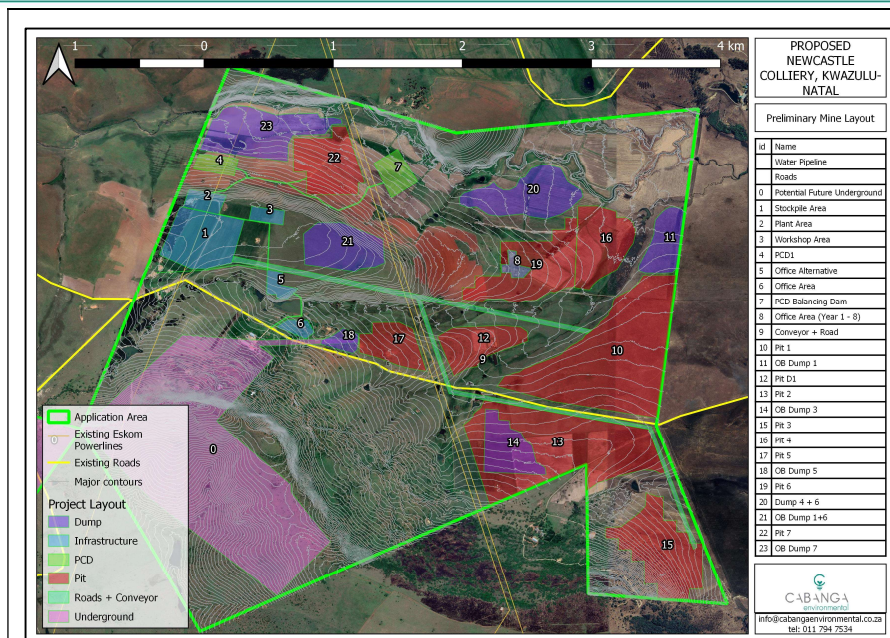 1 0 1 2 3 4 km
PROPOSED
NEWCASTLE
COLLIERY, KWAZULU-
NATAL
Preliminary Mine Layout
id Name
Water Pipeline
Roads
0 Potential Future Underground
1 Stockpile Area
2 Plant Area
3 Workshop Area
4 PCD1
5 Office Alternative
6 Office Area
7 PCD Balancing Dam
8 Office Area (Year 1 - 8)
9 Conveyor + Road
10 Pit 1
11 OB Dump 1
12 Pit D1
13 Pit 2
14 OB Dump 3
15 Pit 3
16 Pit 4
17 Pit 5
18 OB Dump 5
19 Pit 6
20 Dump 4 + 6
21 OB Dump 1+6
22 Pit 7
23 OB Dump 7
23
22
4
7
2
20
3
1
21
16
11
8
19
5
6
18
17
12
9
10
14
13
0
15
Application Area
Existing Eskom
Powerlines
0
Existing Roads
Major contours
Project Layout
Dump
Infrastructure
PCD
Pit
Roads + Conveyor
Underground
CABANGA
environmental
info@cabangaenvironmental.co.za
tel: 011 794 7534